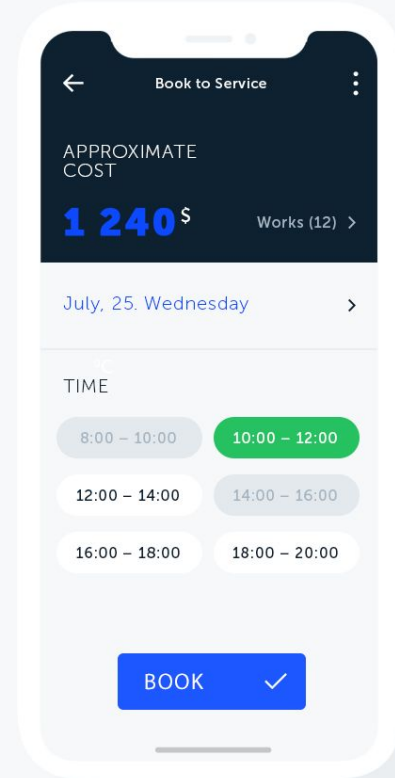 Book to Service
APPROXIMATE
COST
1 240 $
Works (12)
July, 25. Wednesday
°C
TIME
8:00 – 10:00
10:00 – 12:00
12:00 – 14:00
14:00 – 16:00
16:00 – 18:00
18:00 – 20:00
BOOK